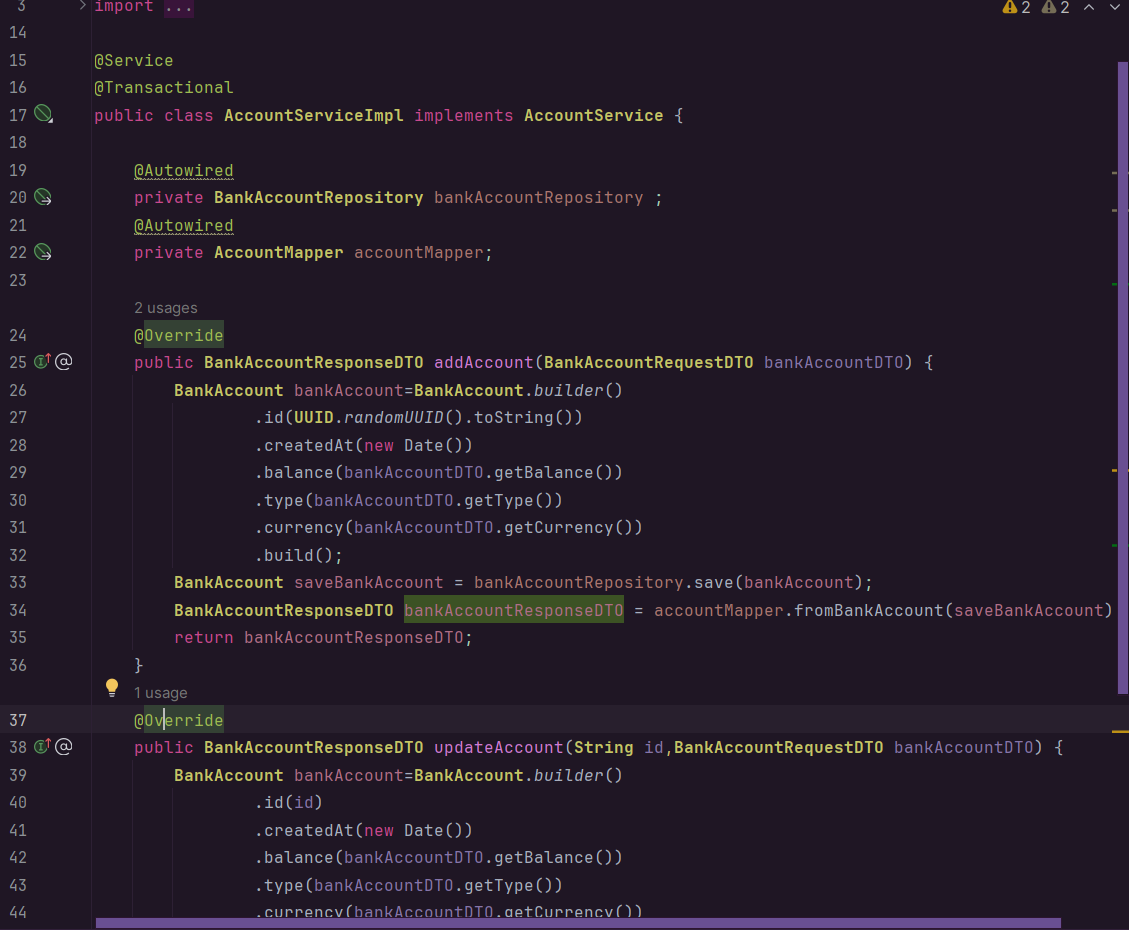 3 import ... 2 2
14
15 @Service
16 @Transactional
17 public class AccountServiceImpl implements AccountService {
18
19 @Autowired
20 private BankAccountRepository bankAccountRepository ;
21 @Autowired
22 private AccountMapper accountMapper;
23
2 usages
24 @Override
25 public BankAccountResponseDTO addAccount(BankAccountRequestDTO bankAccountDTO) {
26 BankAccount bankAccount=BankAccount.builder()
27 .id(UUID.randomUUID().toString())
28 .createdAt(new Date())
29 .balance(bankAccountDTO.getBalance())
30 .type(bankAccountDTO.getType())
31 .currency(bankAccountDTO.getCurrency())
32 .build();
33 BankAccount saveBankAccount = bankAccountRepository.save(bankAccount);
34 BankAccountResponseDTO bankAccountResponseDTO = accountMapper.fromBankAccount(saveBankAccount)
35 return bankAccountResponseDTO;
36 }
1 usage
37 @Override
38 public BankAccountResponseDTO updateAccount(String id,BankAccountRequestDTO bankAccountDTO) {
39 BankAccount bankAccount=BankAccount.builder()
40 .id(id)
41 .createdAt(new Date())
42 .balance(bankAccountDTO.getBalance())
43 .type(bankAccountDTO.getType())
44 .currency(bankAccountDTO.getCurrency())